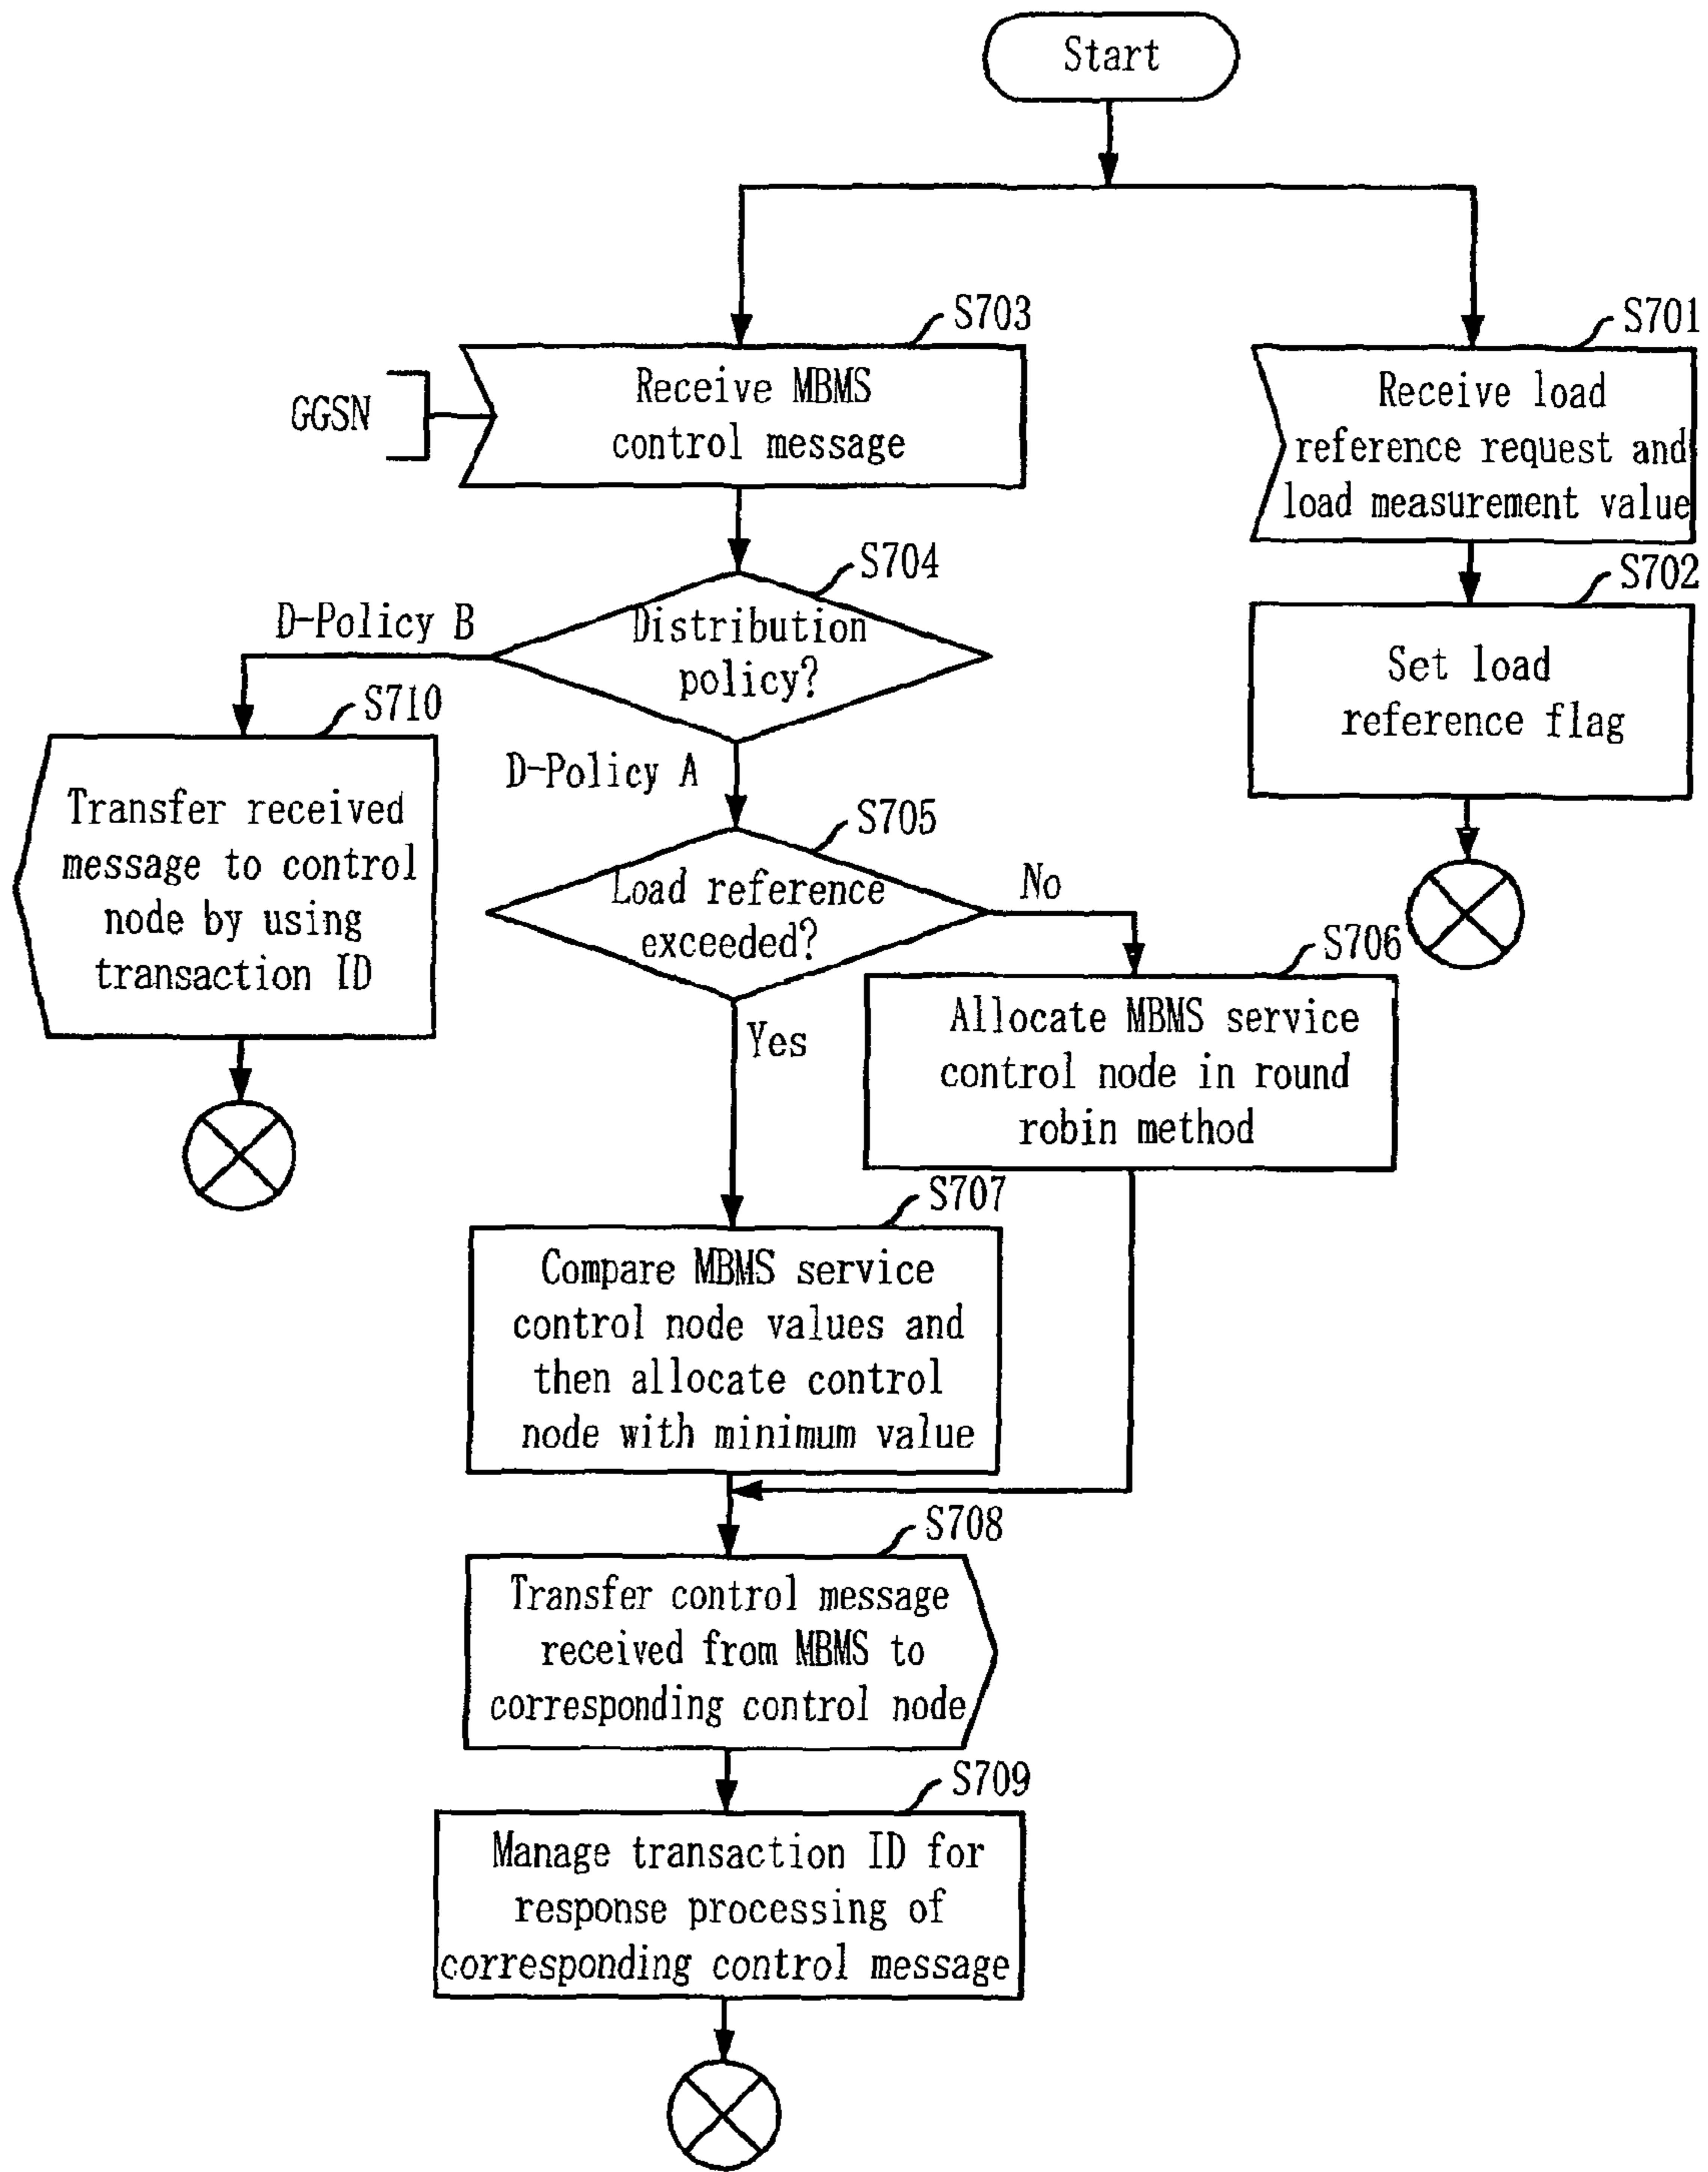 Start
S703
GGSN
Receive MBMS
control message
S701
Receive load
reference request and
load measurement value
S702
Set load
reference flag
S704
Distribution
policy?
D-Policy B
S710
Transfer received
message to control
node by using
transaction ID
D-Policy A
S705
Load reference
exceeded?
No
S706
Allocate MBMS service
control node in round
robin method
Yes
S707
Compare MBMS service
control node values and
then allocate control
node with minimum value
S708
Transfer control message
received from MBMS to
corresponding control node
S709
Manage transaction ID for
response processing of
corresponding control message